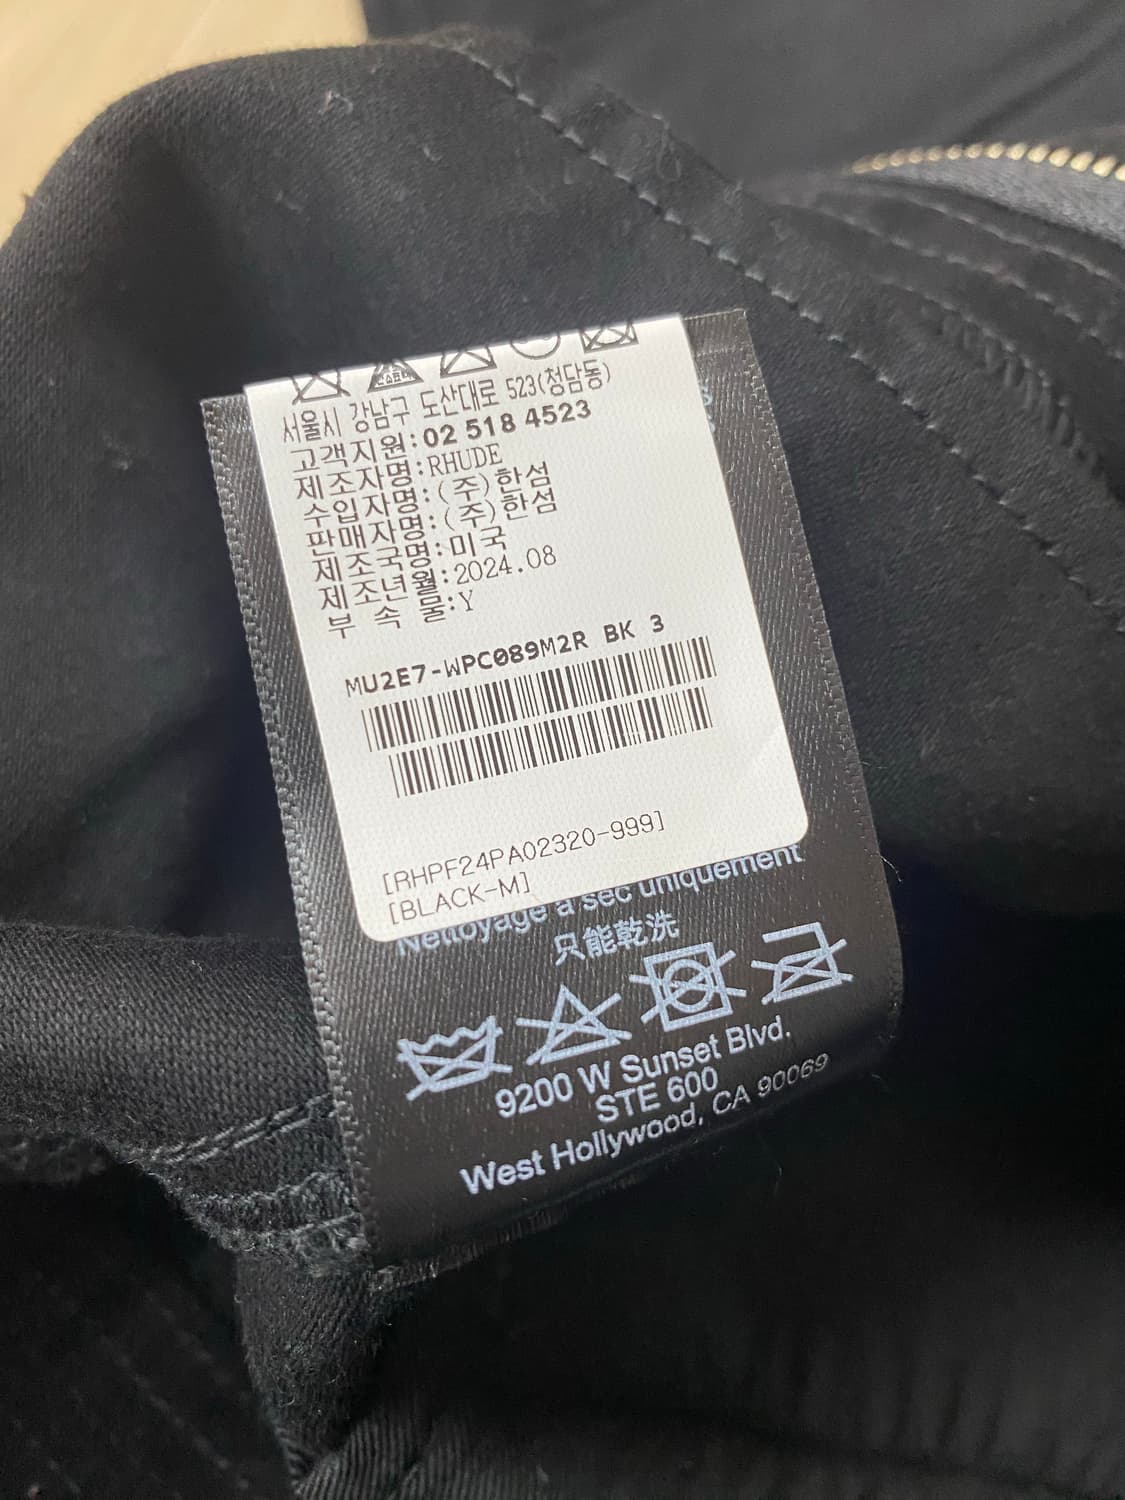 서울시 강남구 도산대로 523(청담동)
고객지원:02 518 4523
제조자명:RHUDE
수입자명:(주)한섬
판매자명:(주)한섬
제조국명:미국
제조년월:2024.08
부 속 물:Y
MU2E7-WPC089M2R BK 3
[RHPF24PA02320-999]
[BLACK-M]
Nettoyage à sec uniquement
只能乾洗
9200 W Sunset Blvd.
STE 600
West Hollywood, CA 90069